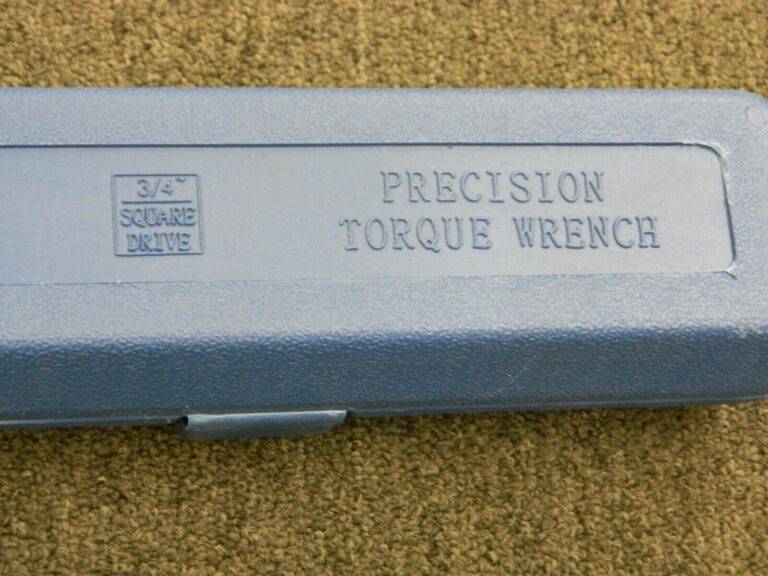 3/4"
SQUARE
DRIVE
PRECISION
TORQUE WRENCH